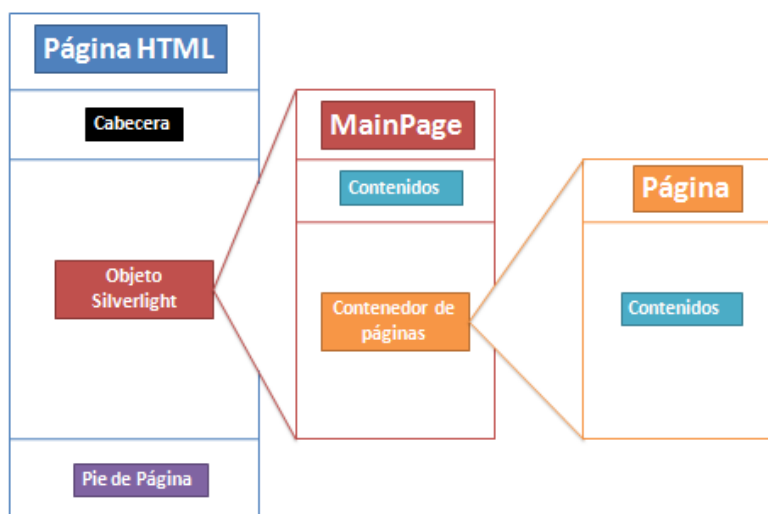 Página HTML
Cabecera
Objeto
Silverlight
Pie de Página
MainPage
Contenidos
Contenedor de
páginas
Página
Contenidos